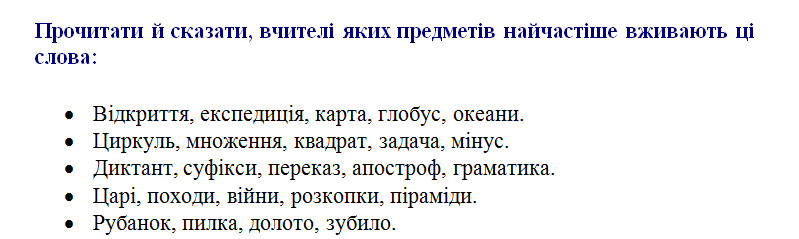 Прочитати й сказати, вчителі яких предметів найчастіше вживають ці
слова:
• Відкриття, експедиція, карта, глобус, океани.
• Циркуль, множення, квадрат, задача, мінус.
• Диктант, суфікси, переказ, апостроф, граматика.
• Царі, походи, війни, розкопки, піраміди.
• Рубанок, пилка, долото, зубило.